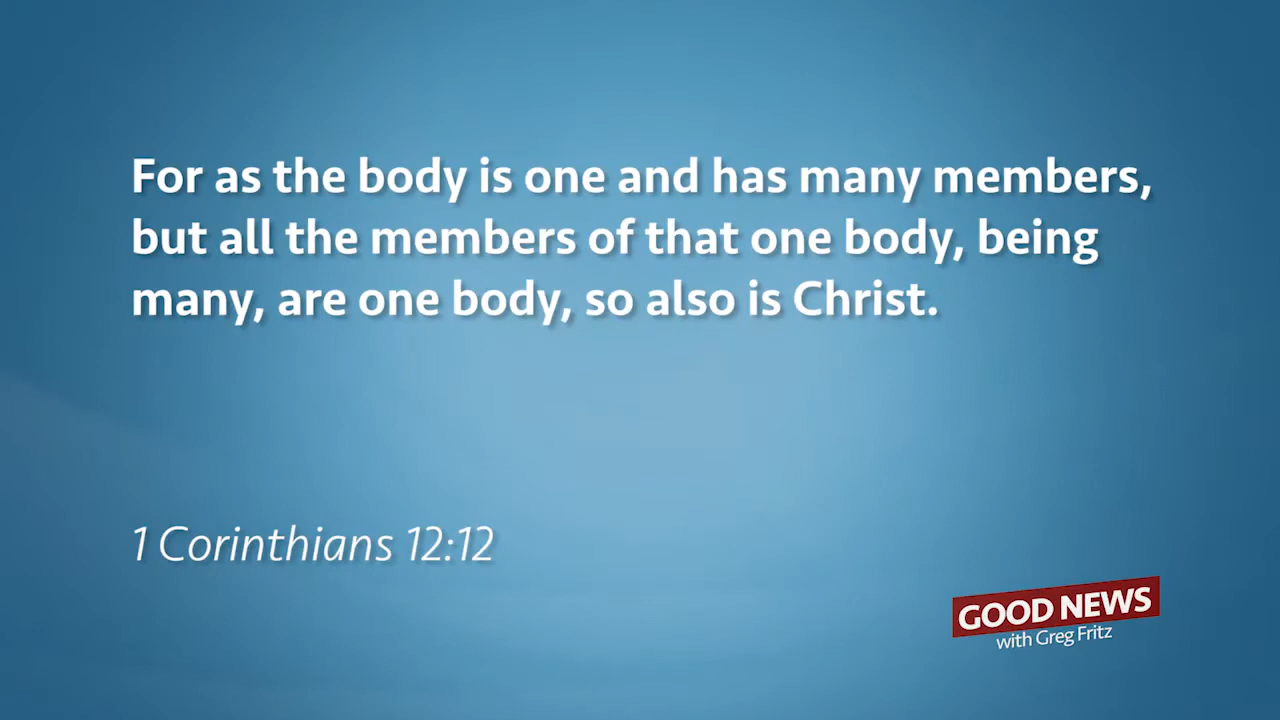 For as the body is one and has many members,
but all the members of that one body, being
many, are one body, so also is Christ.
1 Corinthians 12:12
GOOD NEWS
with Greg Fritz